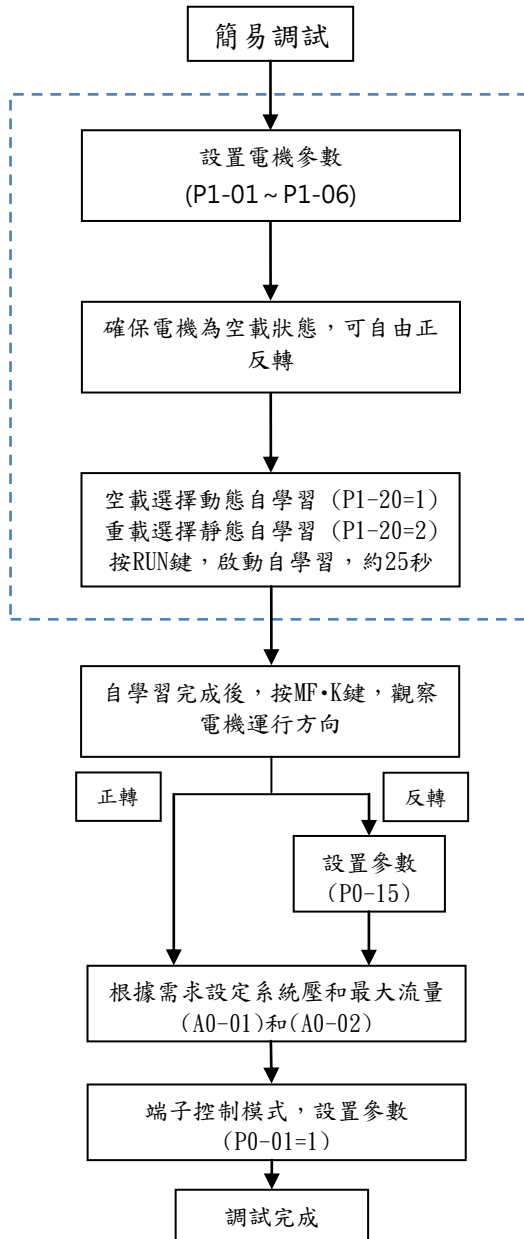 簡易調試
設置電機參數
(P1-01～P1-06)
確保電機為空載狀態，可自由正
反轉
空載選擇動態自學習 (P1-20=1)
重載選擇靜態自學習 (P1-20=2)
按RUN鍵，啟動自學習，約25秒
自學習完成後，按MF•K鍵，觀察
電機運行方向
正轉
反轉
設置參數
(P0-15)
根據需求設定系統壓和最大流量
(A0-01)和(A0-02)
端子控制模式，設置參數
(P0-01=1)
調試完成